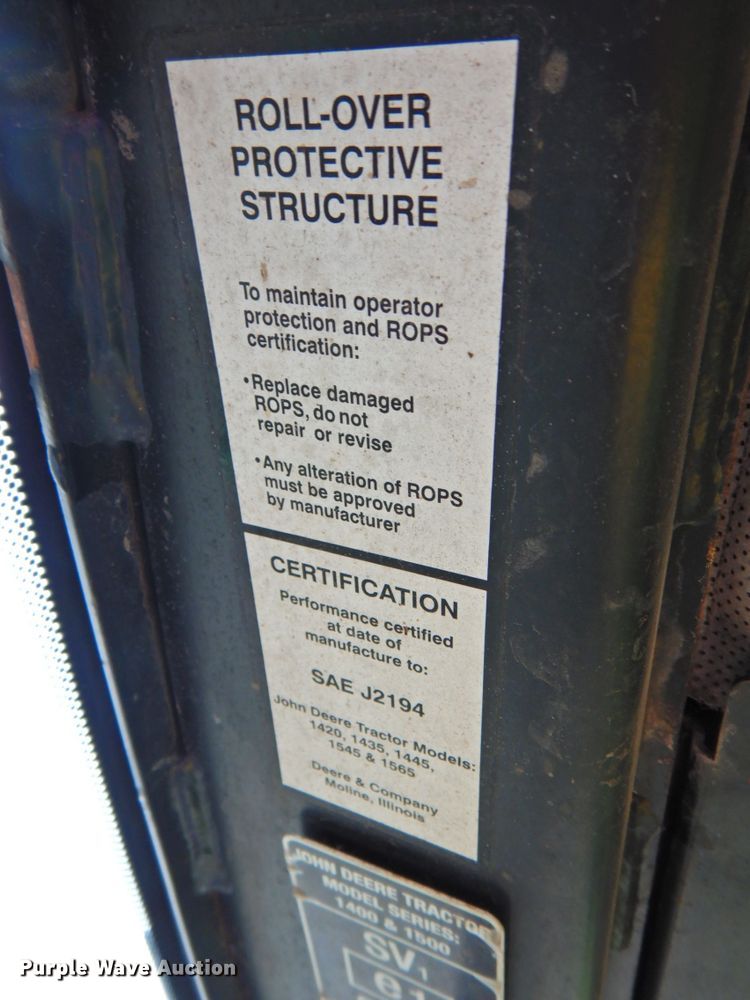 ROLL-OVER
PROTECTIVE
STRUCTURE
To maintain operator
protection and ROPS
certification:
•Replace damaged
ROPS, do not
repair or revise
•Any alteration of ROPS
must be approved
by manufacturer
CERTIFICATION
Performance certified
at date of
manufacture to:
SAE J2194
John Deere Tractor Models:
1420, 1435, 1445,
1545 & 1565
Deere & Company
Moline, Illinois
JOHN DEERE TRACTOR
MODEL SERIES:
1400 & 1500
SV1
e1
Purple Wave Auction